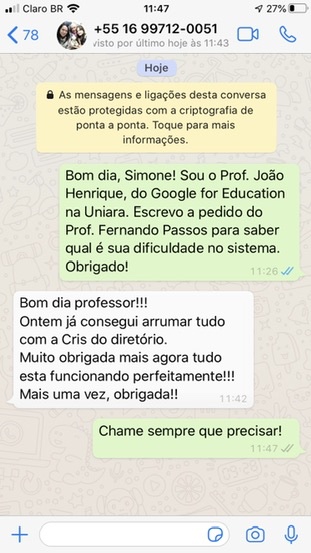 Claro BR
11:47
27%
78
+55 16 99712-0051
visto por último hoje às 11:43
Hoje
As mensagens e ligações desta conversa
estão protegidas com a criptografia de
ponta a ponta. Toque para mais
informações.
Bom dia, Simone! Sou o Prof. João
Henrique, do Google for Education
na Uniara. Escrevo a pedido do
Prof. Fernando Passos para saber
qual é sua dificuldade no sistema.
Obrigado!
11:26
Bom dia professor!!!
Ontem já consegui arrumar tudo
com a Cris do diretório.
Muito obrigada mais agora tudo
esta funcionando perfeitamente!!!
Mais uma vez, obrigada!!
11:42
Chame sempre que precisar!
11:47